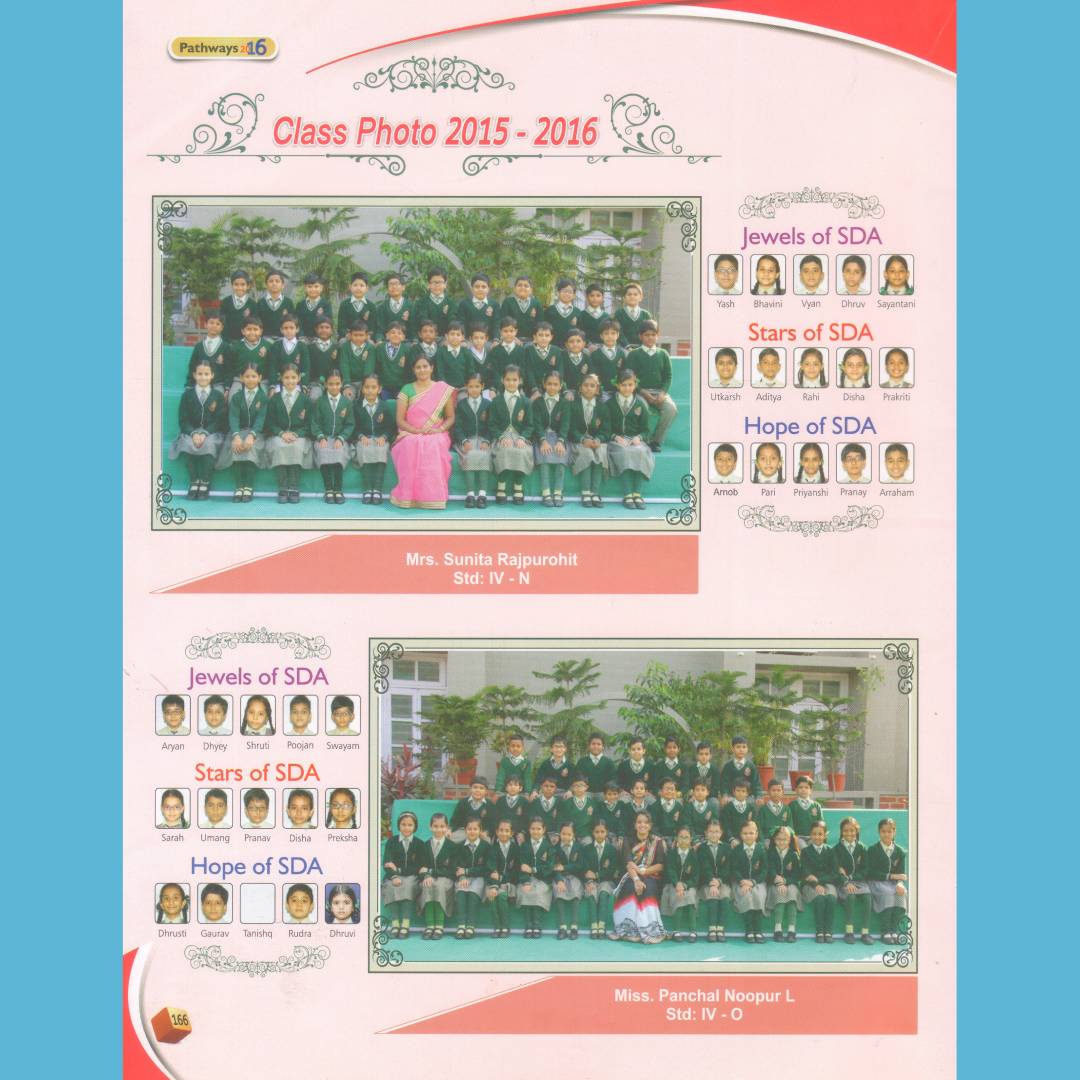 Pathways 2016
Class Photo 2015 - 2016
Jewels of SDA
Yash Bhavini Vyan Dhruv Sayantani
Stars of SDA
Utkarsh Aditya Rahi Disha Prakriti
Hope of SDA
Arnob Pari Priyanshi Pranay Arraham
Mrs. Sunita Rajpurohit
Std: IV - N
Jewels of SDA
Aryan Dhyey Shruti Poojan Swayam
Stars of SDA
Sarah Umang Pranav Disha Preksha
Hope of SDA
Dhrusti Gaurav Tanishq Rudra Dhruvi
Miss. Panchal Noopur L
Std: IV - O
166